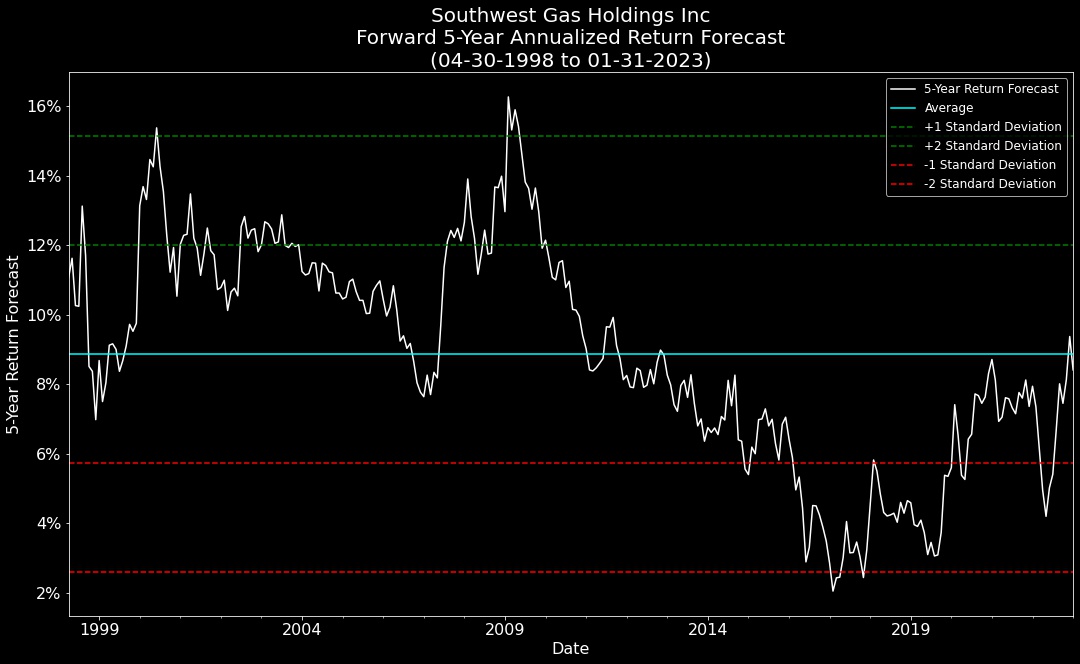 Southwest Gas Holdings Inc
Forward 5-Year Annualized Return Forecast
(04-30-1998 to 01-31-2023)
5-Year Return Forecast
Average
+1 Standard Deviation
+2 Standard Deviation
-1 Standard Deviation
-2 Standard Deviation
5-Year Return Forecast
16%
14%
12%
10%
8%
6%
4%
2%
1999
2004
2009
2014
2019
Date